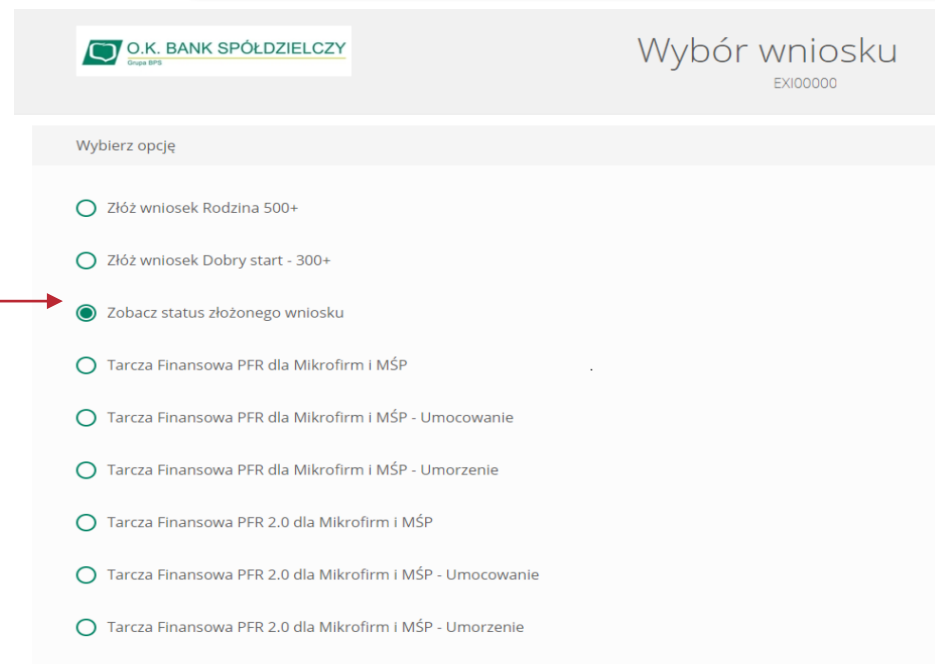 O.K. BANK SPÓŁDZIELCZY
Grupa BPS
Wybór wniosku
EXI00000
Wybierz opcję
Złóż wniosek Rodzina 500+
Złóż wniosek Dobry start - 300+
Zobacz status złożonego wniosku
Tarcza Finansowa PFR dla Mikrofirm i MŚP
Tarcza Finansowa PFR dla Mikrofirm i MŚP - Umocowanie
Tarcza Finansowa PFR dla Mikrofirm i MŚP - Umorzenie
Tarcza Finansowa PFR 2.0 dla Mikrofirm i MŚP
Tarcza Finansowa PFR 2.0 dla Mikrofirm i MŚP - Umocowanie
Tarcza Finansowa PFR 2.0 dla Mikrofirm i MŚP - Umorzenie